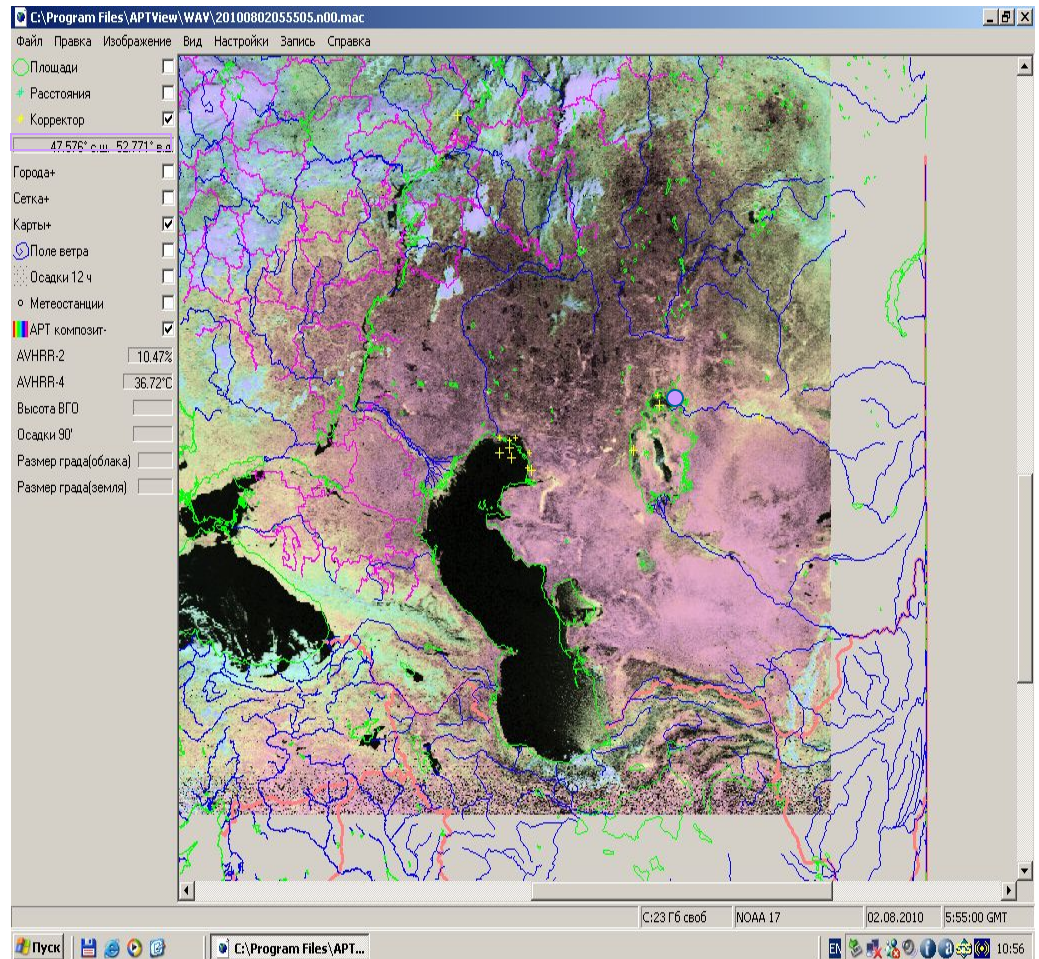 C:\Program Files\APTView\WAV\20100802055505.n00.mac
Файл Правка Изображение Вид Настройки Запись Справка
Площади
Расстояния
Корректор
47.576° с.ш. 52.771° в.д
Города+
Сетка+
Карты+
Поле ветра
Осадки 12 ч
Метеостанции
АРТ композит-
AVHRR-2 10.47%
AVHRR-4 36.72°C
Высота ВГО
Осадки 90'
Размер града(облака)
Размер града(земля)
C:23 Гб своб NOAA 17 02.08.2010 5:55:00 GMT
Пуск C:\Program Files\APT... EN 10:56